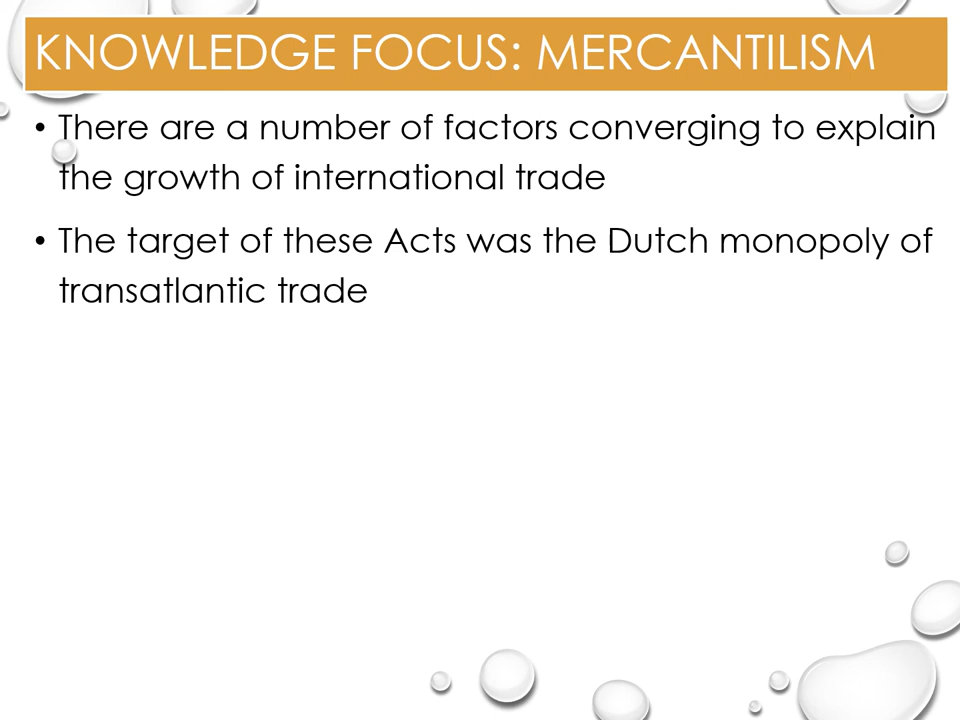 KNOWLEDGE FOCUS: MERCANTILISM
• There are a number of factors converging to explain
the growth of international trade
• The target of these Acts was the Dutch monopoly of
transatlantic trade